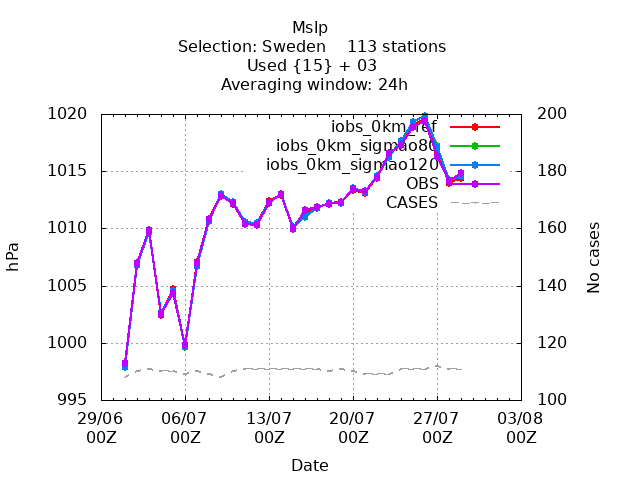 Mslp
Selection: Sweden 113 stations
Used {15} + 03
Averaging window: 24h
1020
1015
1010
1005
1000
995
200
180
160
140
120
100
iobs_0km_ref
iobs_0km_sigmao80
iobs_0km_sigmao120
OBS
CASES
hPa
No cases
29/06 06/07 13/07 20/07 27/07 03/08
00Z 00Z 00Z 00Z 00Z 00Z
Date